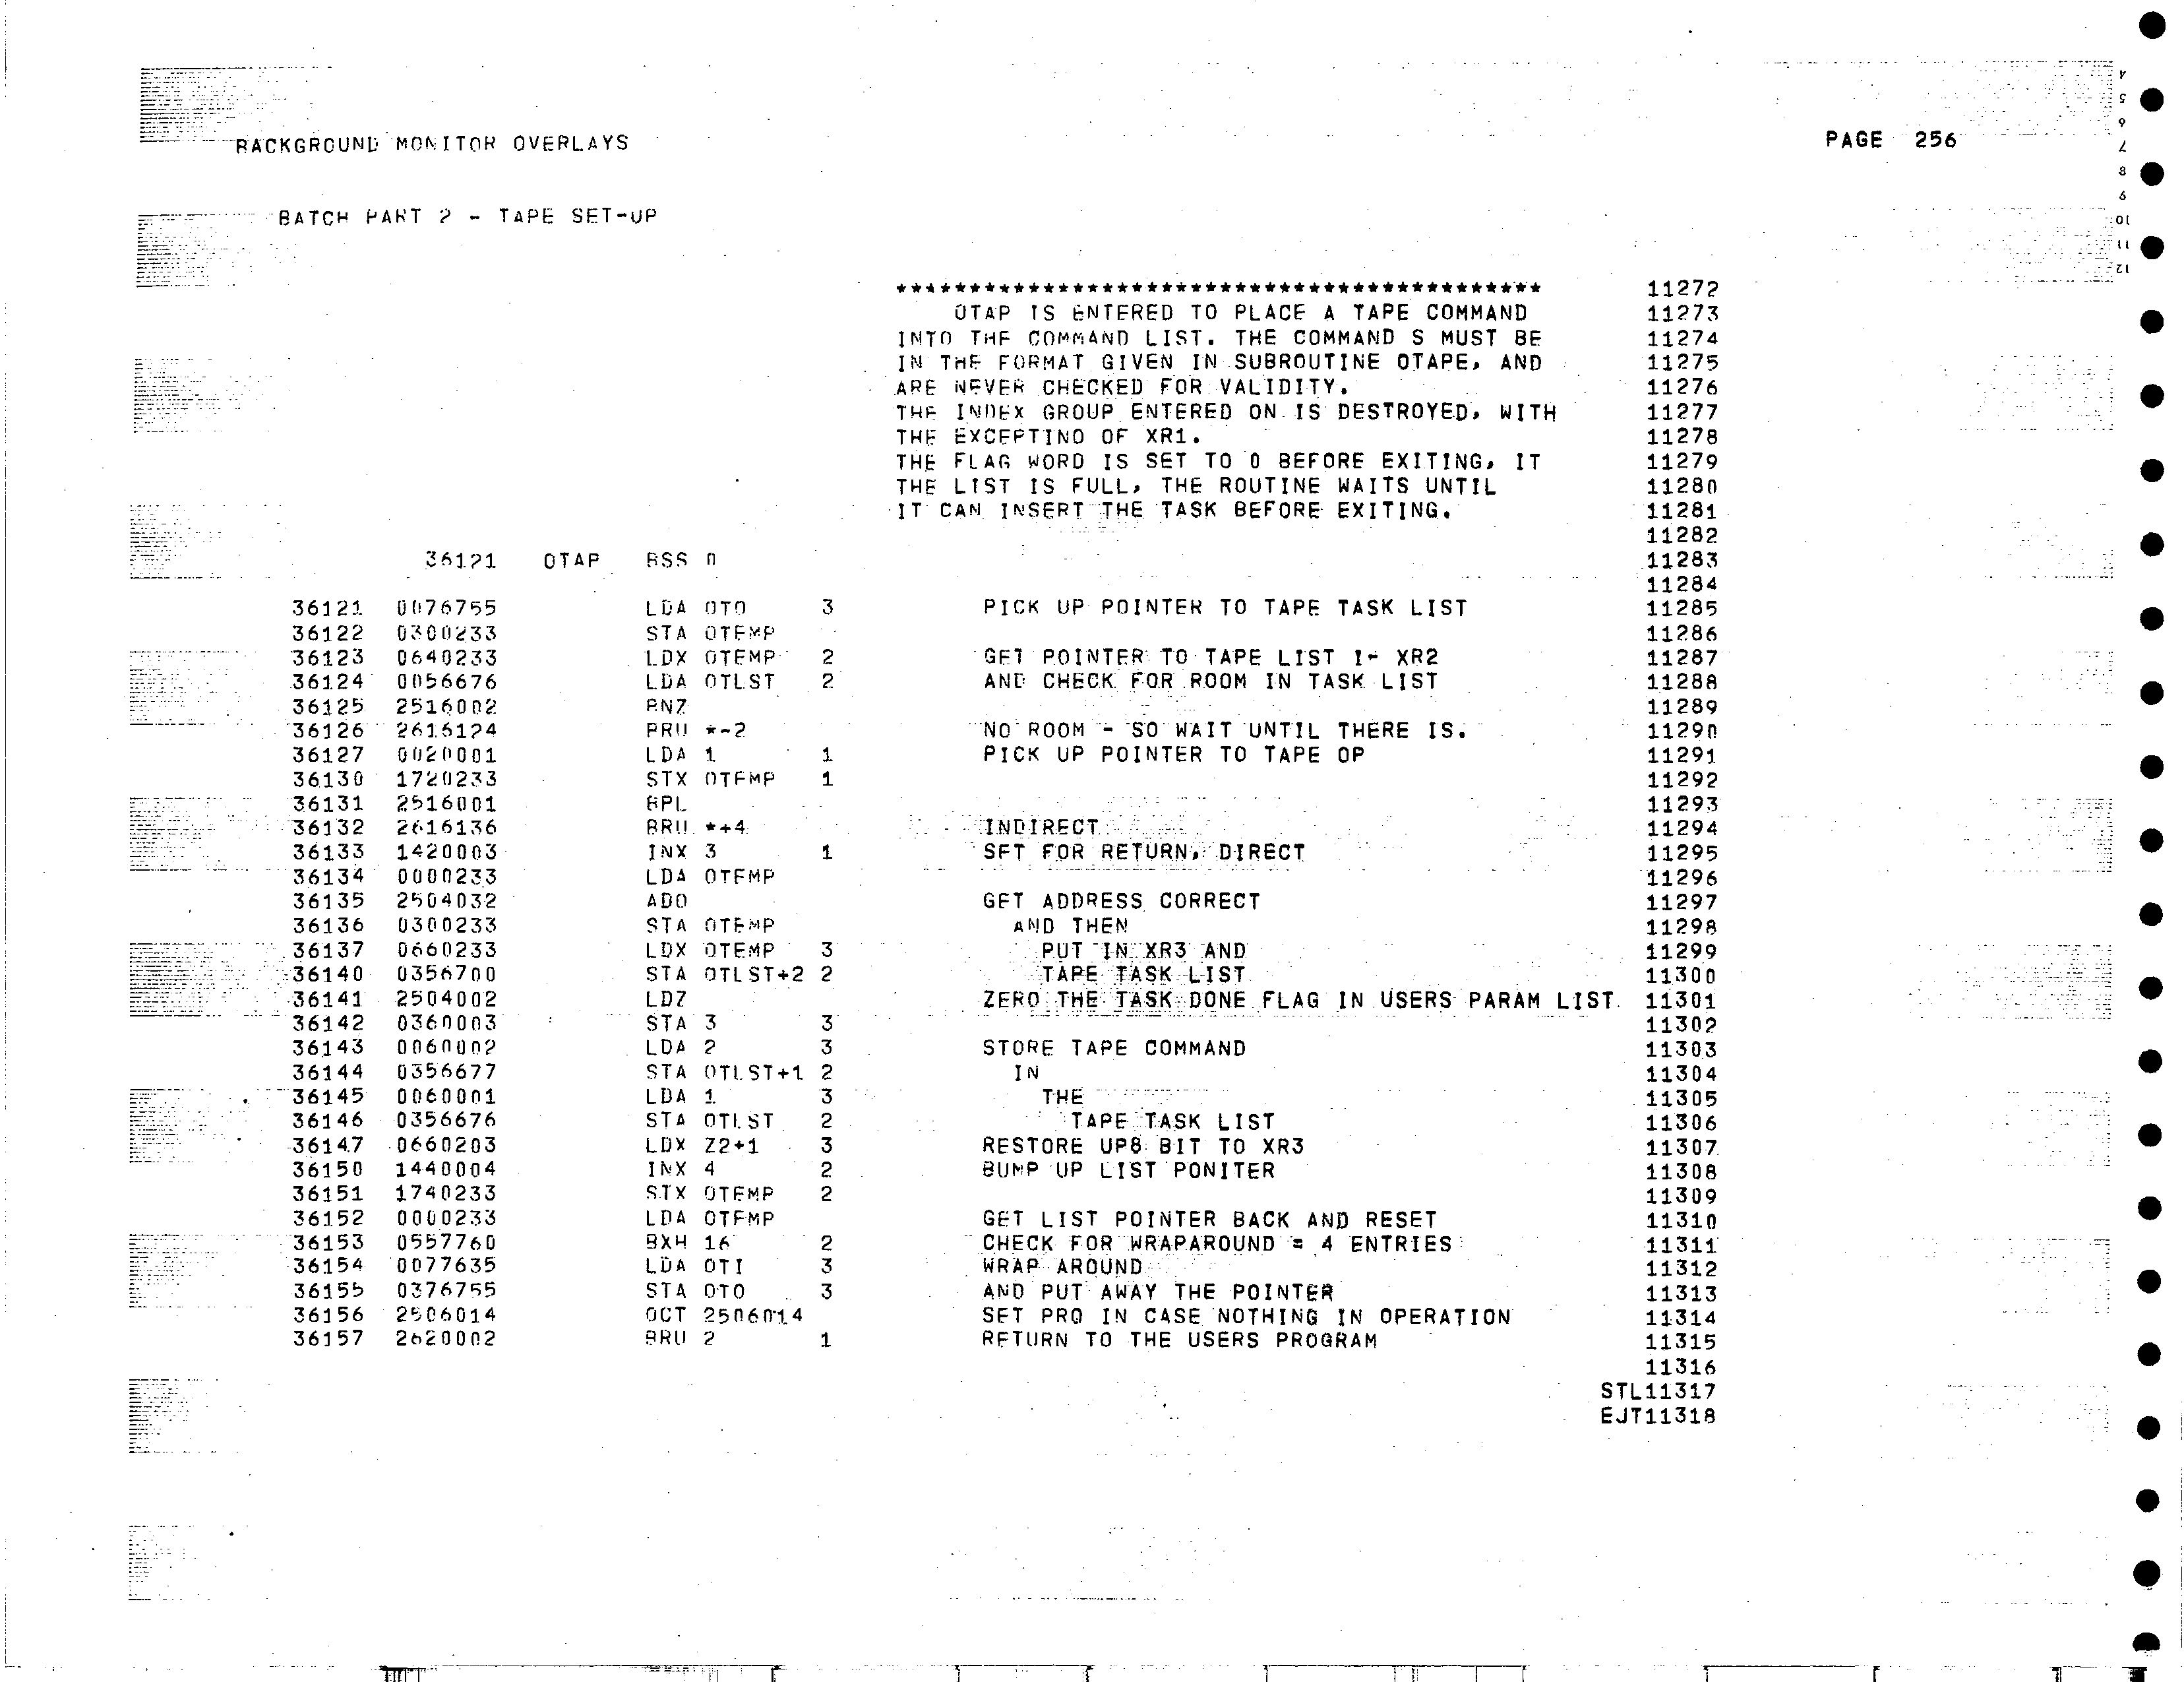 BACKGROUND MONITOR OVERLAYS PAGE 256
BATCH PART 2 - TAPE SET-UP
******************************************** 11272
OTAP IS ENTERED TO PLACE A TAPE COMMAND 11273
INTO THE COMMAND LIST. THE COMMAND S MUST BE 11274
IN THE FORMAT GIVEN IN SUBROUTINE OTAPE, AND 11275
ARE NEVER CHECKED FOR VALIDITY. 11276
THE INDEX GROUP ENTERED ON IS DESTROYED, WITH 11277
THE EXCEPTINO OF XR1. 11278
THE FLAG WORD IS SET TO 0 BEFORE EXITING, IT 11279
THE LIST IS FULL, THE ROUTINE WAITS UNTIL 11280
IT CAN INSERT THE TASK BEFORE EXITING. 11281
11282
36121 OTAP BSS 0 11283
11284
36121 0076755 LDA OTO 3 PICK UP POINTER TO TAPE TASK LIST 11285
36122 0300233 STA OTEMP 11286
36123 0640233 LDX OTEMP 2 GET POINTER TO TAPE LIST I- XR2 11287
36124 0056676 LDA OTLST 2 AND CHECK FOR ROOM IN TASK LIST 11288
36125 2516002 BNZ 11289
36126 2616124 BRU *-2 NO ROOM - SO WAIT UNTIL THERE IS. 11290
36127 0020001 LDA 1 1 PICK UP POINTER TO TAPE OP 11291
36130 1720233 STX OTEMP 1 11292
36131 2516001 BPL 11293
36132 2616136 BRU *+4 INDIRECT 11294
36133 1420003 INX 3 1 SET FOR RETURN, DIRECT 11295
36134 0000233 LDA OTEMP 11296
36135 2504032 ADO GET ADDRESS CORRECT 11297
36136 0300233 STA OTEMP AND THEN 11298
36137 0660233 LDX OTEMP 3 PUT IN XR3 AND 11299
36140 0356700 STA OTLST+2 2 TAPE TASK LIST 11300
36141 2504002 LDZ ZERO THE TASK DONE FLAG IN USERS PARAM LIST 11301
36142 0360003 STA 3 3 11302
36143 0060002 LDA 2 3 STORE TAPE COMMAND 11303
36144 0356677 STA OTLST+1 2 IN 11304
36145 0060001 LDA 1 3 THE 11305
36146 0356676 STA OTLST 2 TAPE TASK LIST 11306
36147 0660203 LDX Z2+1 3 RESTORE UP8 BIT TO XR3 11307
36150 1440004 INX 4 2 BUMP UP LIST PONITER 11308
36151 1740233 STX OTEMP 2 11309
36152 0000233 LDA OTEMP GET LIST POINTER BACK AND RESET 11310
36153 0557760 BXH 16 2 CHECK FOR WRAPAROUND = 4 ENTRIES 11311
36154 0077635 LDA OTI 3 WRAP AROUND 11312
36155 0376755 STA OTO 3 AND PUT AWAY THE POINTER 11313
36156 2506014 OCT 2506014 SET PRO IN CASE NOTHING IN OPERATION 11314
36157 2620002 BRU 2 1 RETURN TO THE USERS PROGRAM 11315
11316
STL11317
EJT11318
4
5
6
7
8
9
10
11
12